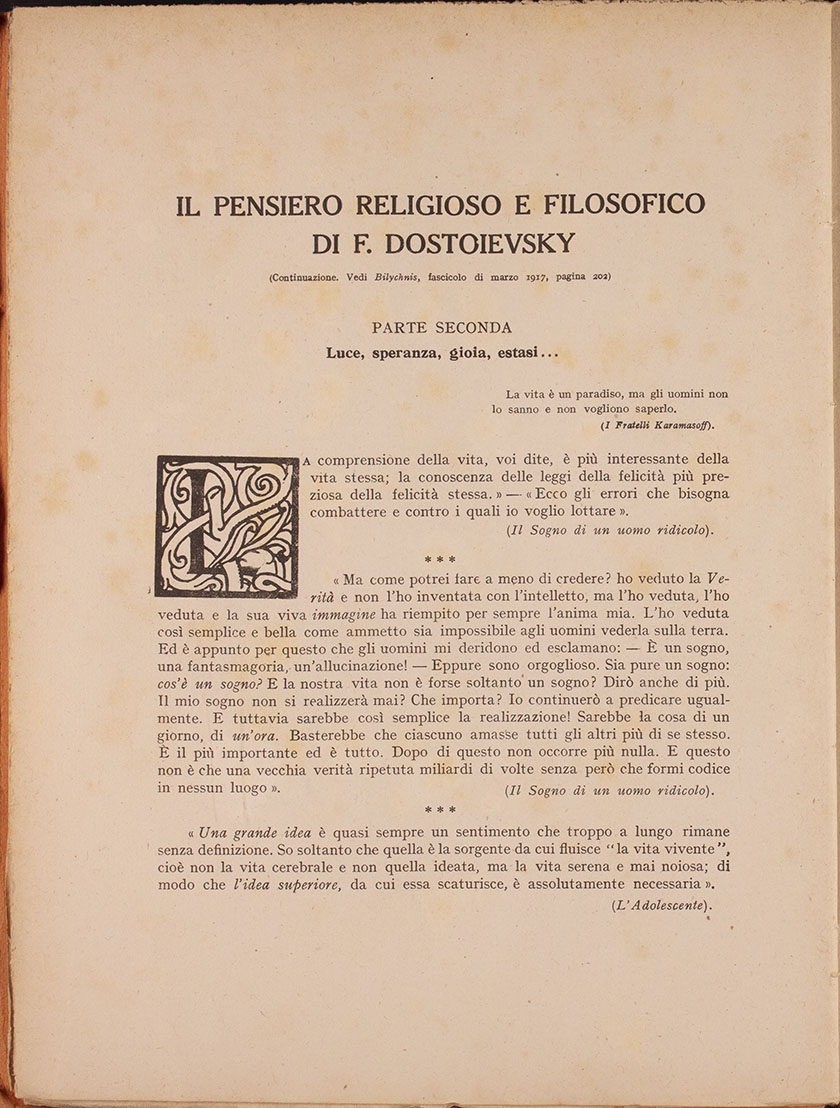 IL PENSIERO RELIGIOSO E FILOSOFICO
DI F. DOSTOIEVSKY
(Continuazione. Vedi Bilychnis, fascicolo di marzo 1917, pagina 202)
PARTE SECONDA
Luce, speranza, gioia, estasi...
La vita è un paradiso, ma gli uomini non
lo sanno e non vogliono saperlo.
(I Fratelli Karamasoff).
LA comprensione della vita, voi dite, è più interessante della
vita stessa; la conoscenza delle leggi della felicità più pre-
ziosa della felicità stessa. » — « Ecco gli errori che bisogna
combattere e contro i quali io voglio lottare ».
(Il Sogno di un uomo ridicolo).
* * *
« Ma come potrei fare a meno di credere? ho veduto la Ve-
rità e non l'ho inventata con l'intelletto, ma l'ho veduta, l'ho
veduta e la sua viva immagine ha riempito per sempre l'anima mia. L'ho veduta
così semplice e bella come ammetto sia impossibile agli uomini vederla sulla terra.
Ed è appunto per questo che gli uomini mi deridono ed esclamano: — È un sogno,
una fantasmagoria, un'allucinazione! — Eppure sono orgoglioso. Sia pure un sogno:
cos'è un sogno? E la nostra vita non è forse soltanto un sogno? Dirò anche di più.
Il mio sogno non si realizzerà mai? Che importa? Io continuerò a predicare ugual-
mente. E tuttavia sarebbe così semplice la realizzazione! Sarebbe la cosa di un
giorno, di un'ora. Basterebbe che ciascuno amasse tutti gli altri più di se stesso.
È il più importante ed è tutto. Dopo di questo non occorre più nulla. E questo
non è che una vecchia verità ripetuta miliardi di volte senza però che formi codice
in nessun luogo ». (Il Sogno di un uomo ridicolo).
* * *
« Una grande idea è quasi sempre un sentimento che troppo a lungo rimane
senza definizione. So soltanto che quella è la sorgente da cui fluisce “la vita vivente”,
cioè non la vita cerebrale e non quella ideata, ma la vita serena e mai noiosa; di
modo che l'idea superiore, da cui essa scaturisce, è assolutamente necessaria ».
(L'Adolescente).